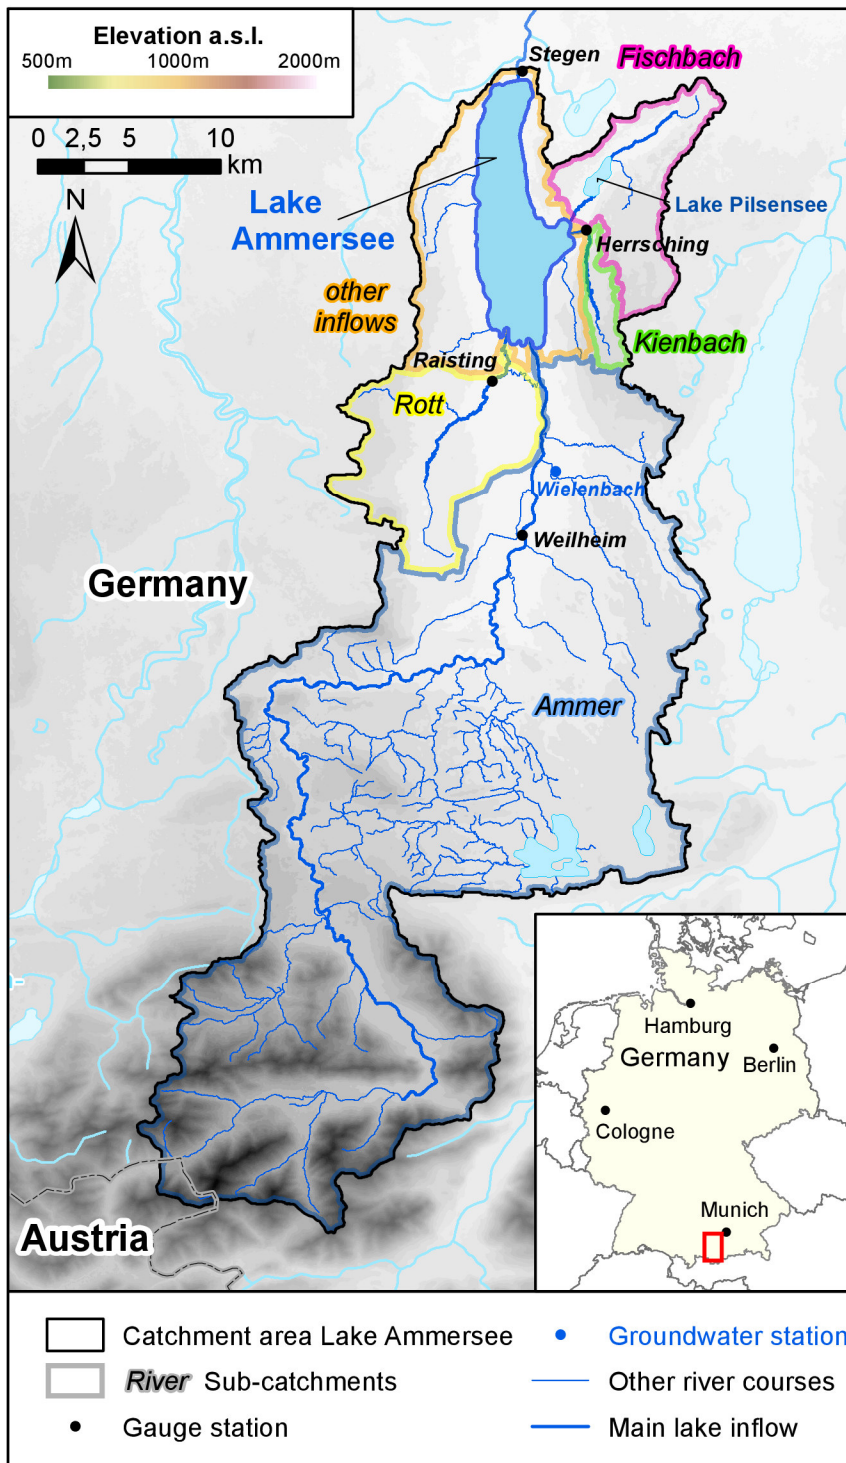 Elevation a.s.l.
500m 1000m 2000m
0 2,5 5 10
km
N
Stegen
Fischbach
Lake
Ammersee
Lake Pilsensee
Herrsching
other
inflows
Kienbach
Raisting
Rott
Wielenbach
Weilheim
Germany
Ammer
Austria
Hamburg
Germany
Berlin
Cologne
Munich
Catchment area Lake Ammersee
River Sub-catchments
Gauge station
Groundwater station
Other river courses
Main lake inflow